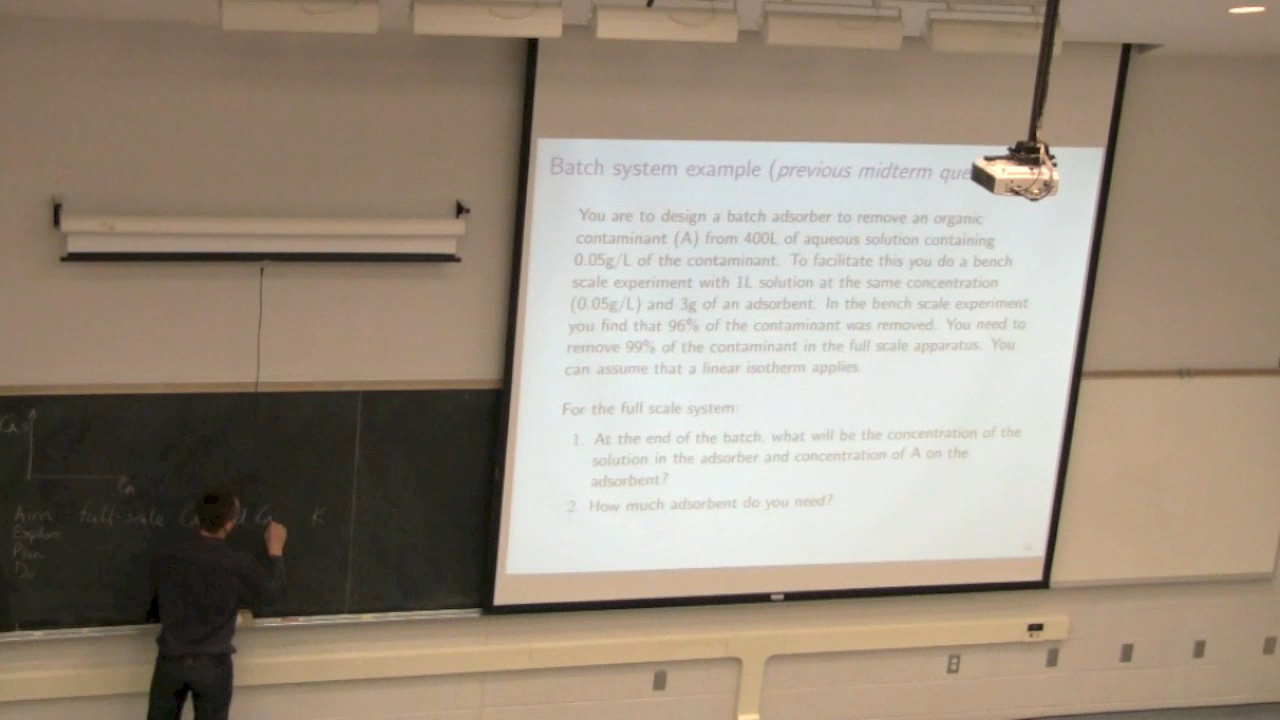 CAs
CA
Aim full-scale K
Explore
Plan
Do
Batch system example (previous midterm que
You are to design a batch adsorber to remove an organic
contaminant (A) from 400L of aqueous solution containing
0.05g/L of the contaminant. To facilitate this you do a bench
scale experiment with 1L solution at the same concentration
(0.05g/L) and 3g of an adsorbent. In the bench scale experiment
you find that 96% of the contaminant was removed. You need to
remove 99% of the contaminant in the full scale apparatus. You
can assume that a linear isotherm applies.
For the full scale system:
1. At the end of the batch, what will be the concentration of the
solution in the adsorber and concentration of A on the
adsorbent?
2. How much adsorbent do you need?